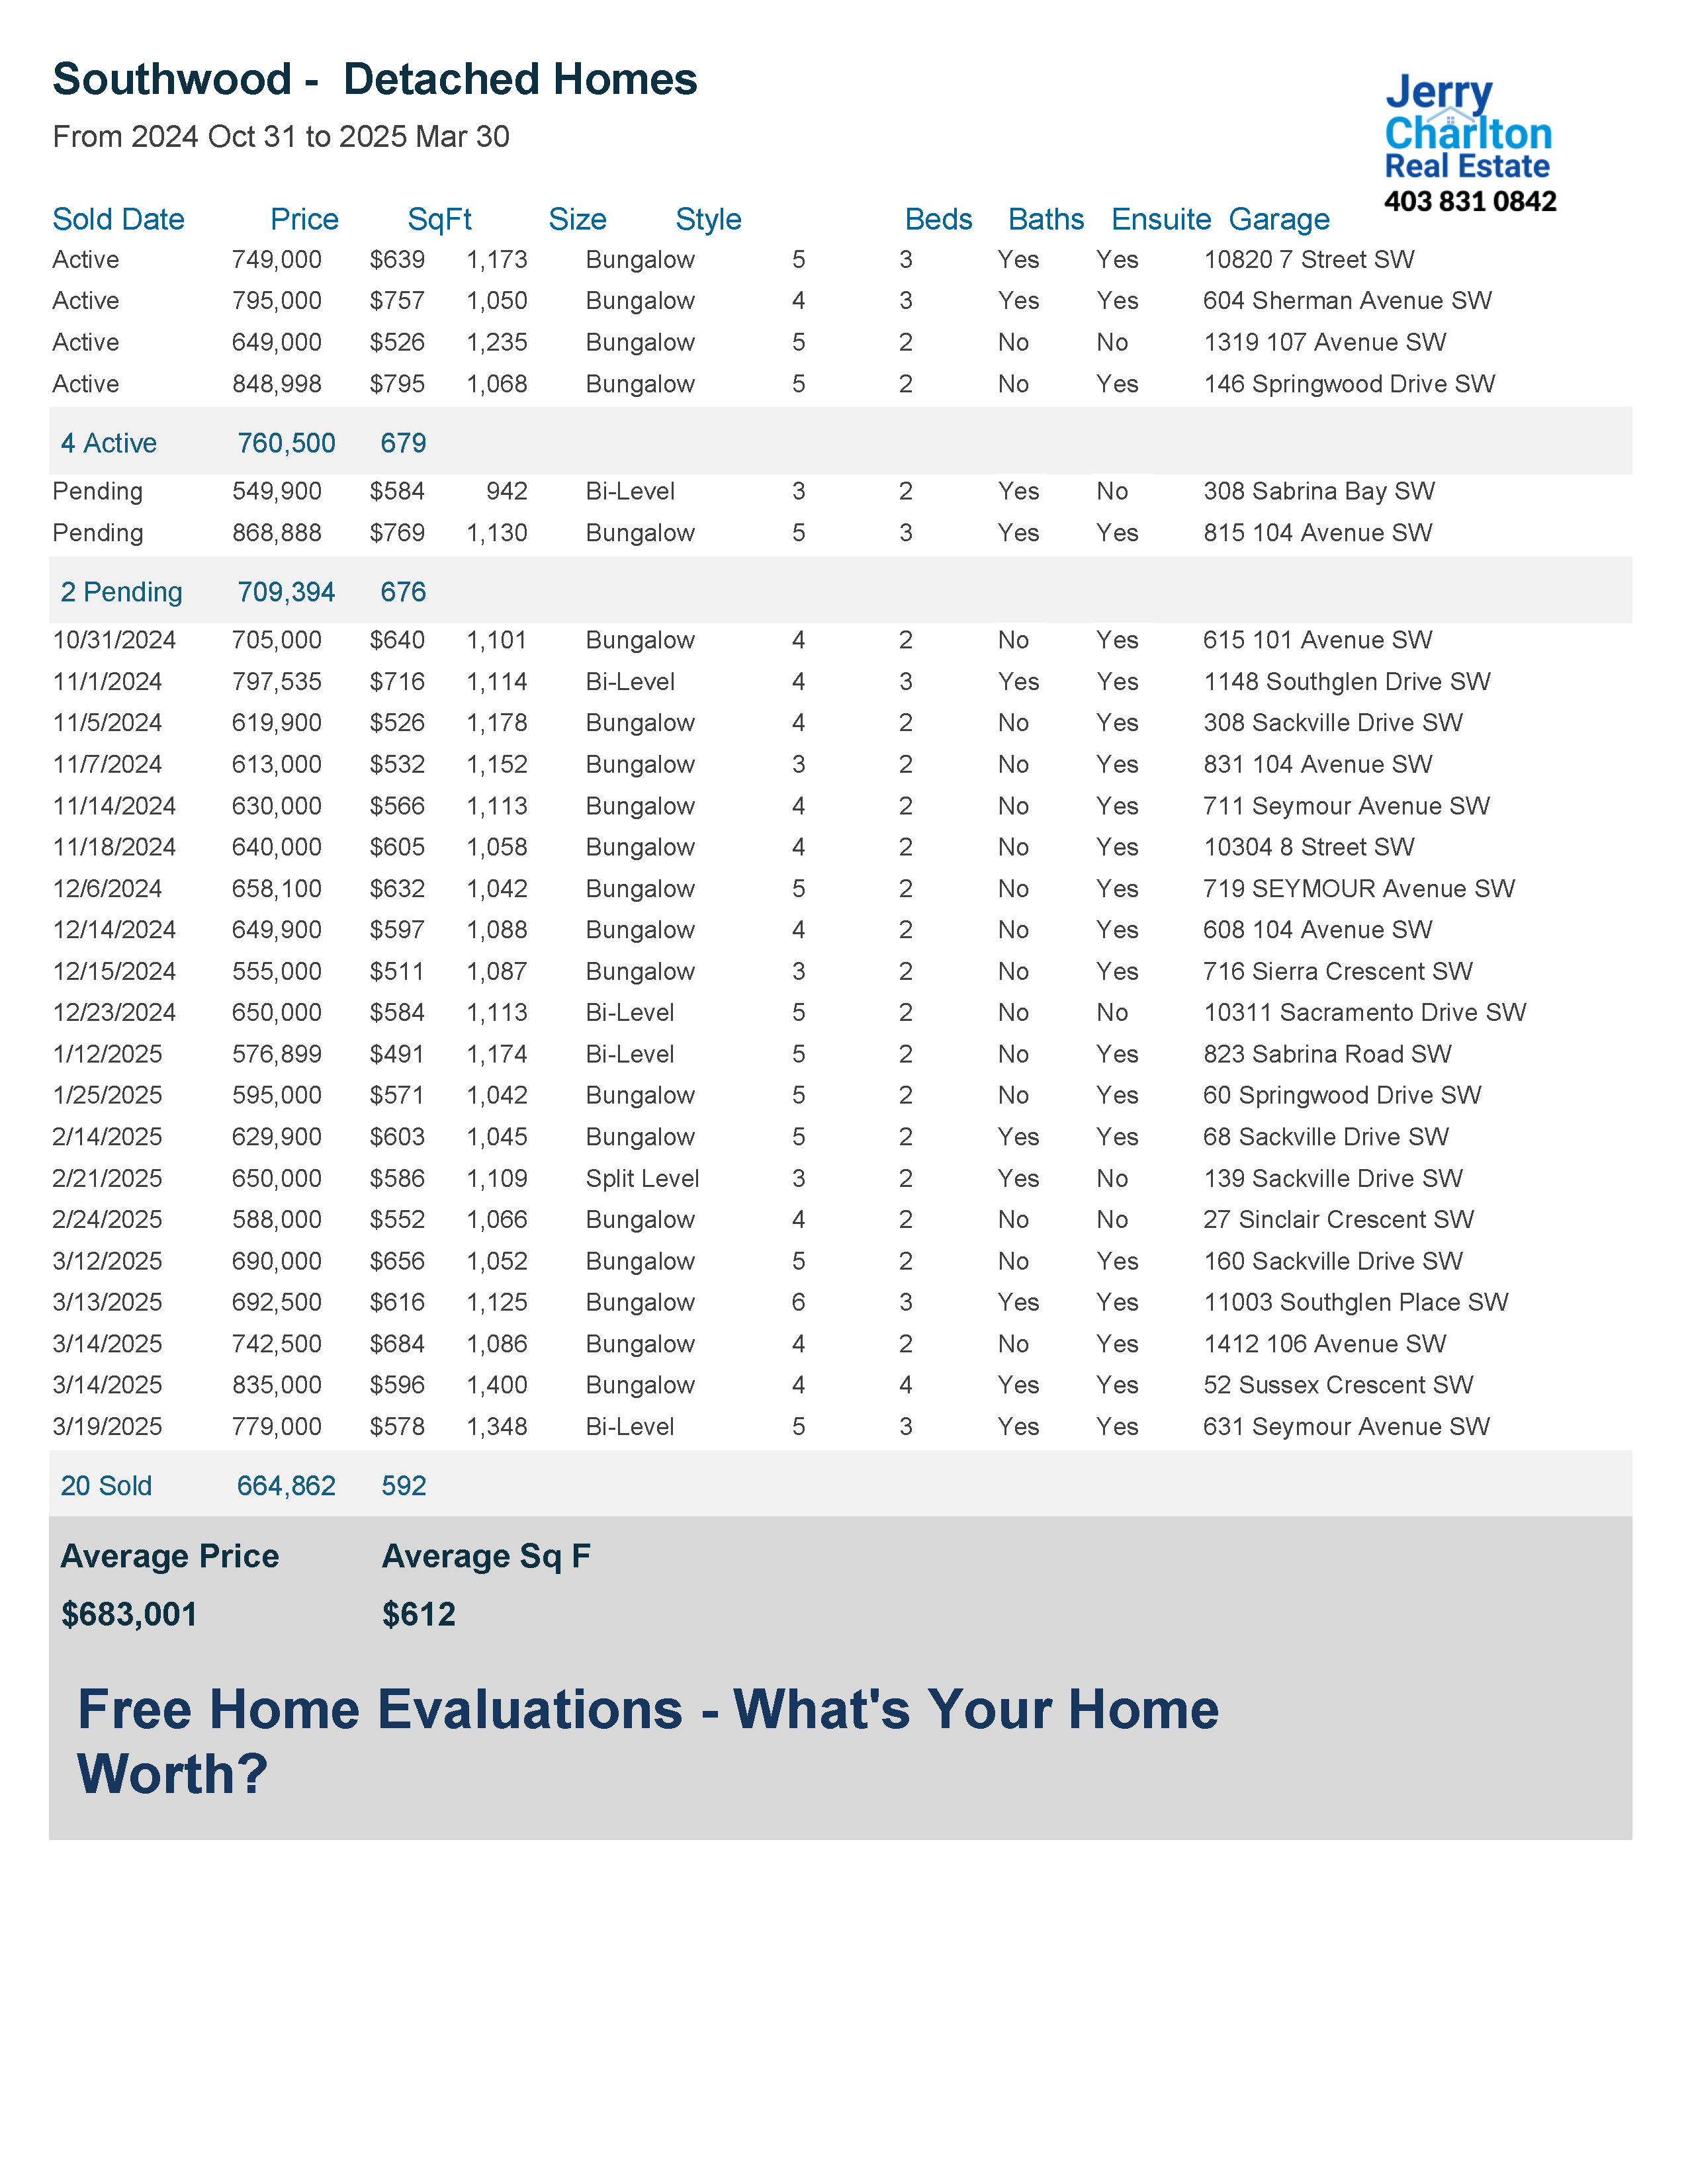 Southwood -  Detached Homes
From 2024 Oct 31 to 2025 Mar 30
Jerry
Charlton
Real Estate
403 831 0842
Sold Date Price SqFt Size Style Beds Baths Ensuite Garage
Active 749,000 $639 1,173 Bungalow 5 3 Yes Yes 10820 7 Street SW
Active 795,000 $757 1,050 Bungalow 4 3 Yes Yes 604 Sherman Avenue SW
Active 649,000 $526 1,235 Bungalow 5 2 No No 1319 107 Avenue SW
Active 848,998 $795 1,068 Bungalow 5 2 No Yes 146 Springwood Drive SW
4 Active 760,500 679
Pending 549,900 $584 942 Bi-Level 3 2 Yes No 308 Sabrina Bay SW
Pending 868,888 $769 1,130 Bungalow 5 3 Yes Yes 815 104 Avenue SW
2 Pending 709,394 676
10/31/2024 705,000 $640 1,101 Bungalow 4 2 No Yes 615 101 Avenue SW
11/1/2024 797,535 $716 1,114 Bi-Level 4 3 Yes Yes 1148 Southglen Drive SW
11/5/2024 619,900 $526 1,178 Bungalow 4 2 No Yes 308 Sackville Drive SW
11/7/2024 613,000 $532 1,152 Bungalow 3 2 No Yes 831 104 Avenue SW
11/14/2024 630,000 $566 1,113 Bungalow 4 2 No Yes 711 Seymour Avenue SW
11/18/2024 640,000 $605 1,058 Bungalow 4 2 No Yes 10304 8 Street SW
12/6/2024 658,100 $632 1,042 Bungalow 5 2 No Yes 719 SEYMOUR Avenue SW
12/14/2024 649,900 $597 1,088 Bungalow 4 2 No Yes 608 104 Avenue SW
12/15/2024 555,000 $511 1,087 Bungalow 3 2 No Yes 716 Sierra Crescent SW
12/23/2024 650,000 $584 1,113 Bi-Level 5 2 No No 10311 Sacramento Drive SW
1/12/2025 576,899 $491 1,174 Bi-Level 5 2 No Yes 823 Sabrina Road SW
1/25/2025 595,000 $571 1,042 Bungalow 5 2 No Yes 60 Springwood Drive SW
2/14/2025 629,900 $603 1,045 Bungalow 5 2 Yes Yes 68 Sackville Drive SW
2/21/2025 650,000 $586 1,109 Split Level 3 2 Yes No 139 Sackville Drive SW
2/24/2025 588,000 $552 1,066 Bungalow 4 2 No No 27 Sinclair Crescent SW
3/12/2025 690,000 $656 1,052 Bungalow 5 2 No Yes 160 Sackville Drive SW
3/13/2025 692,500 $616 1,125 Bungalow 6 3 Yes Yes 11003 Southglen Place SW
3/14/2025 742,500 $684 1,086 Bungalow 4 2 No Yes 1412 106 Avenue SW
3/14/2025 835,000 $596 1,400 Bungalow 4 4 Yes Yes 52 Sussex Crescent SW
3/19/2025 779,000 $578 1,348 Bi-Level 5 3 Yes Yes 631 Seymour Avenue SW
20 Sold 664,862 592
Average Price Average Sq F
$683,001 $612
Free Home Evaluations - What's Your Home
Worth?